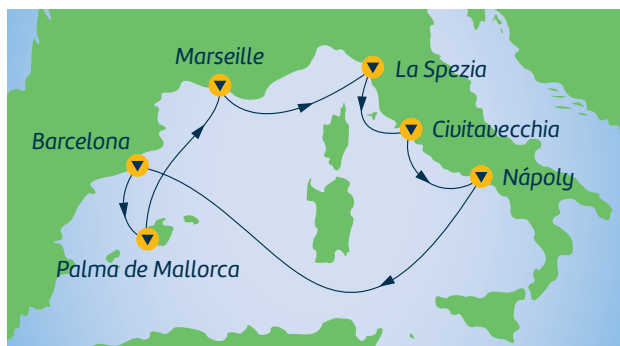 Marseille
La Spezia
Barcelona
Civitavecchia
Nápoly
Palma de Mallorca